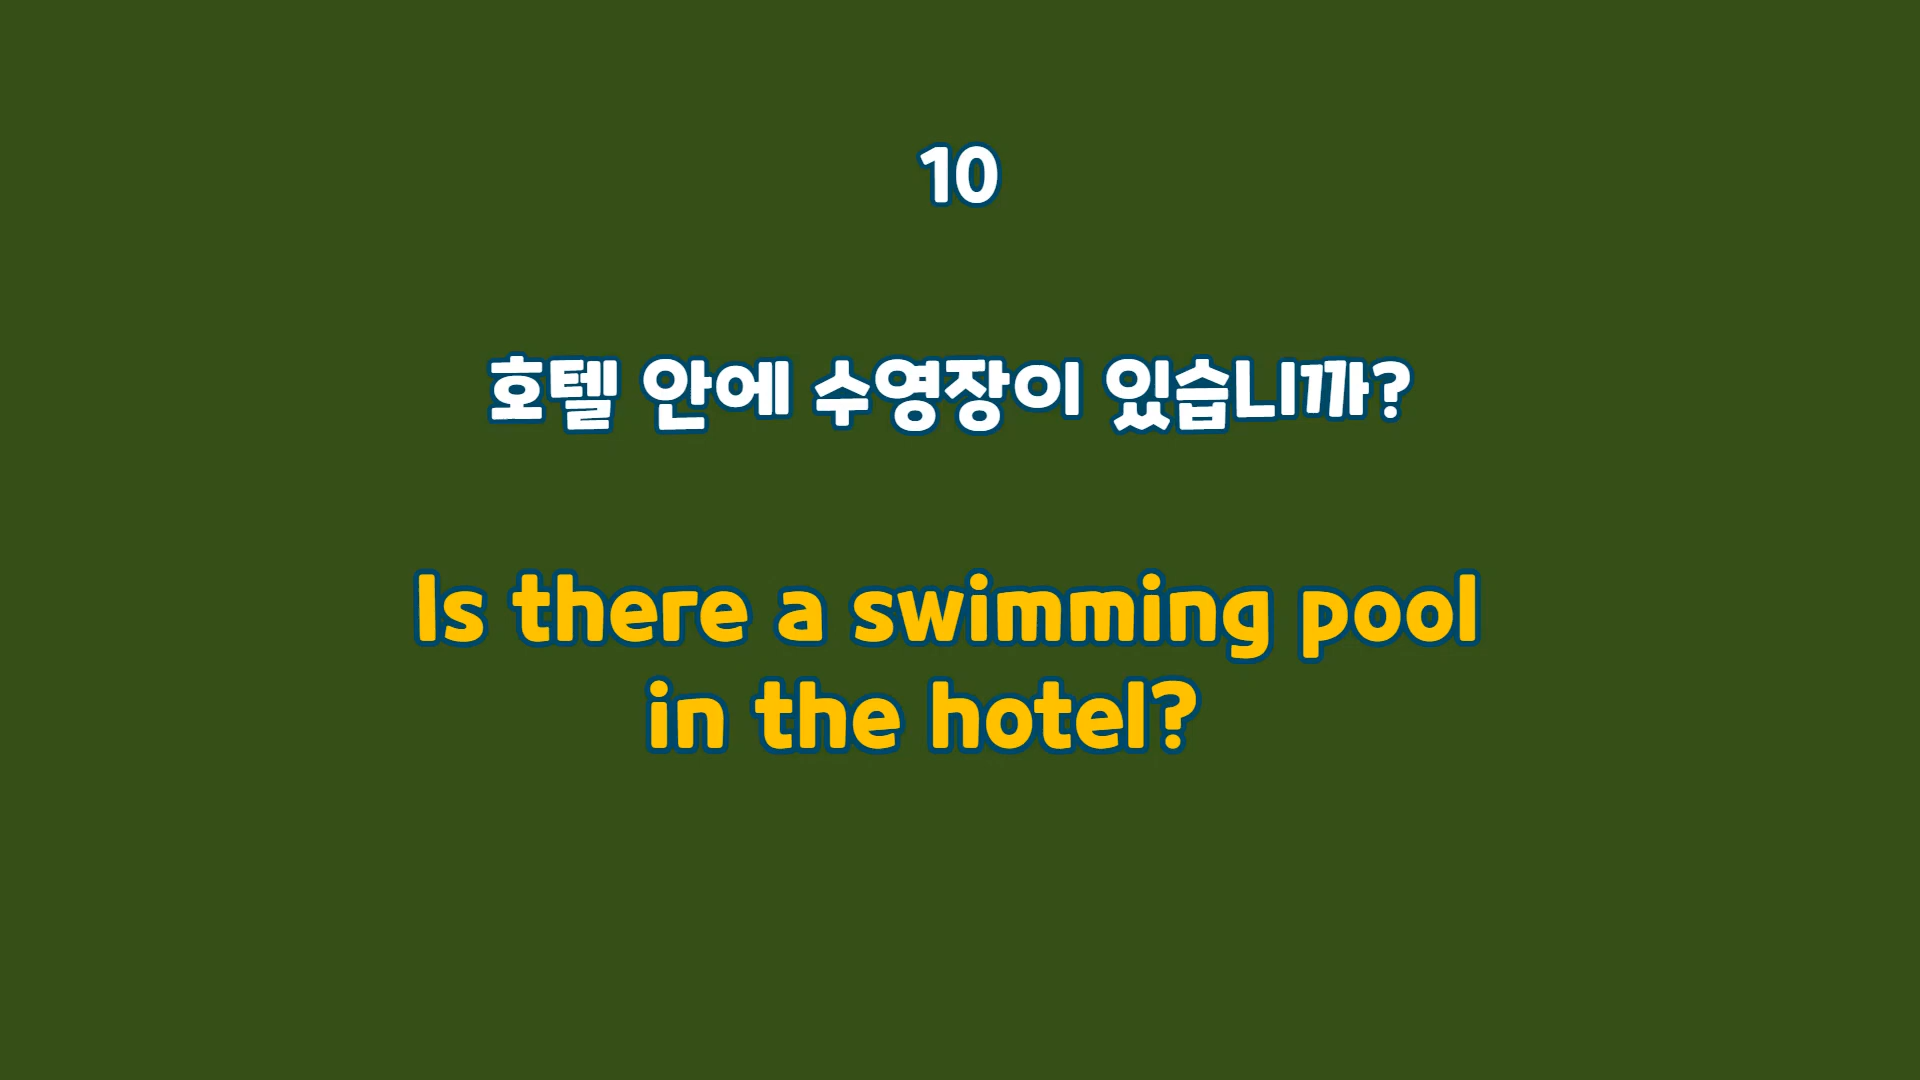 10
호텔 안에 수영장이 있습니까?
Is there a swimming pool
in the hotel?